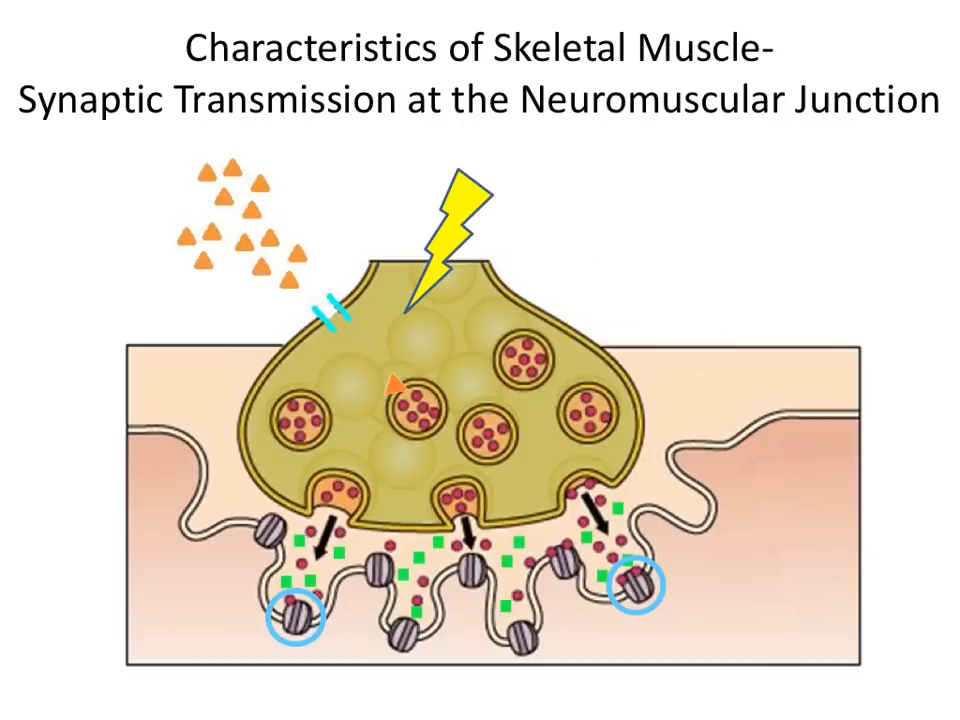 Characteristics of Skeletal Muscle-
Synaptic Transmission at the Neuromuscular Junction